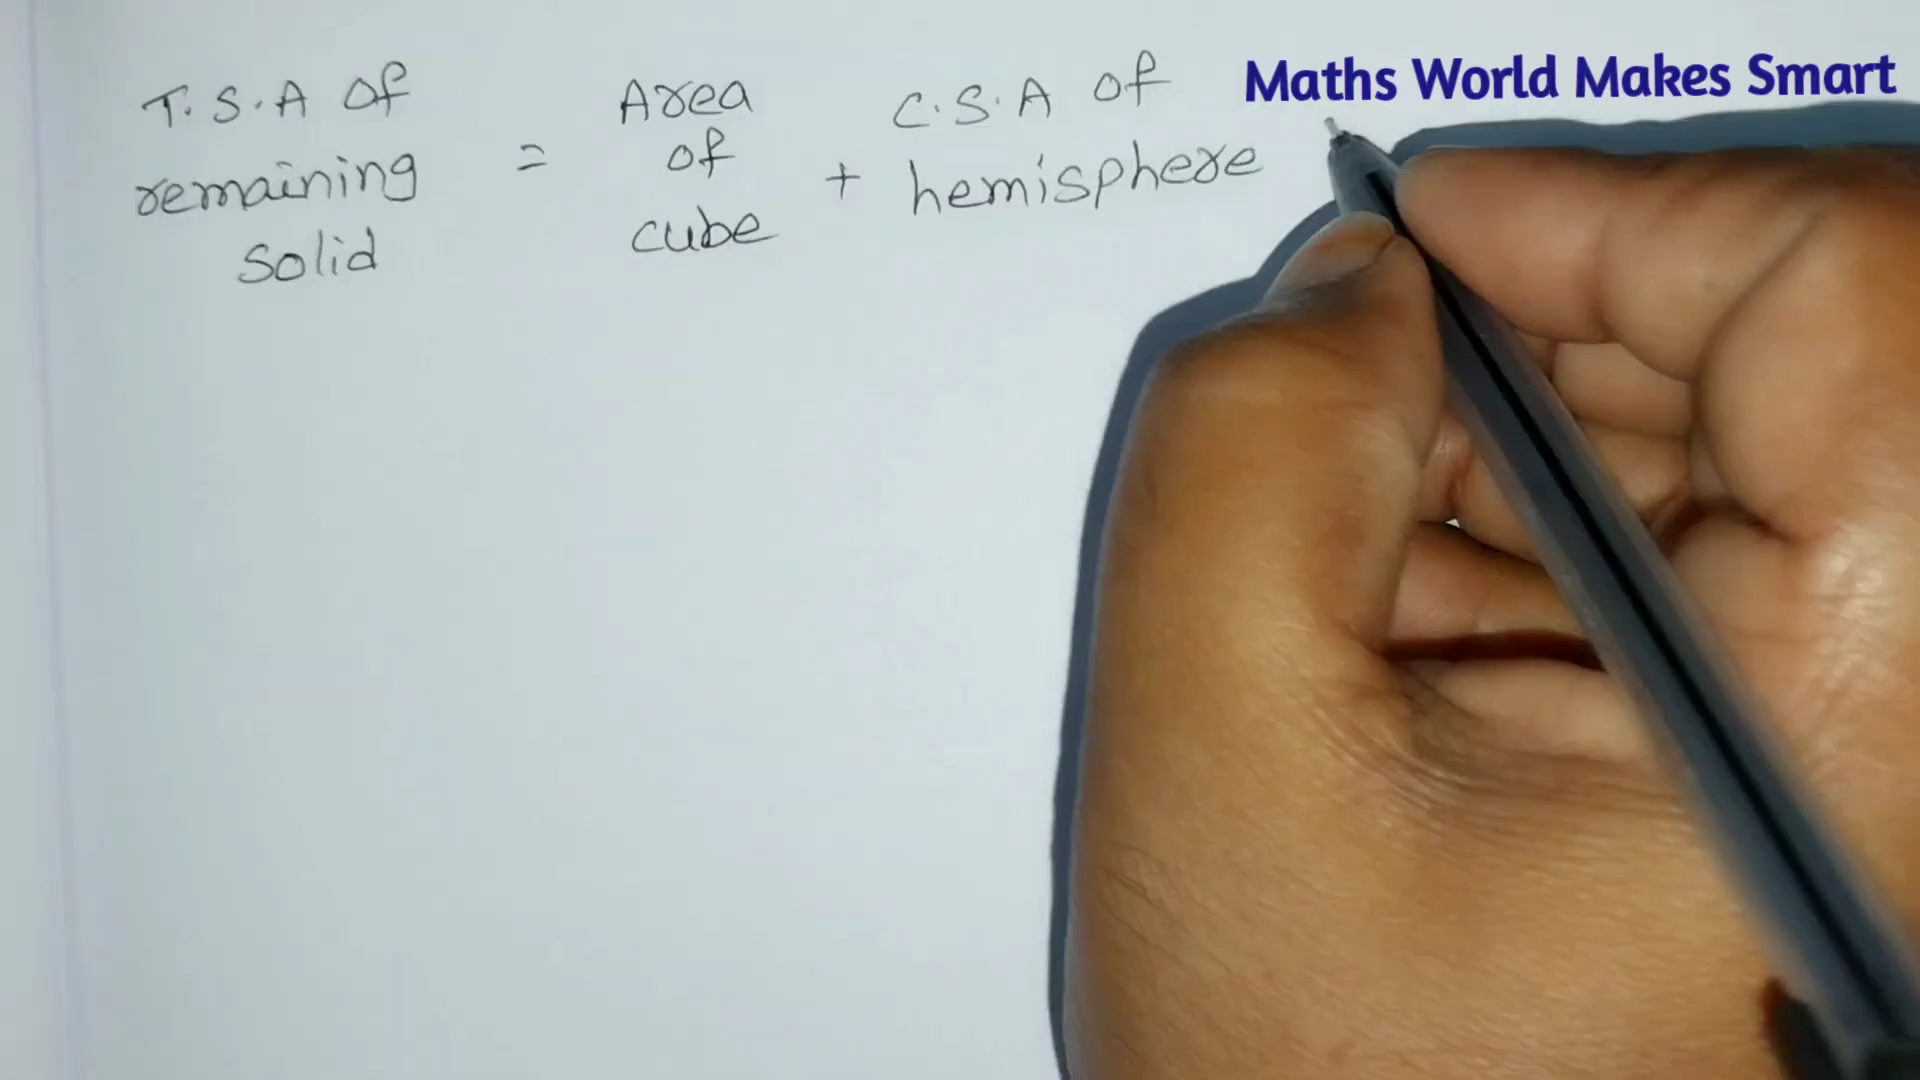 Maths World Makes Smart
T.S.A of
remaining
solid
=
Area
of
cube
+
C.S.A of
hemisphere